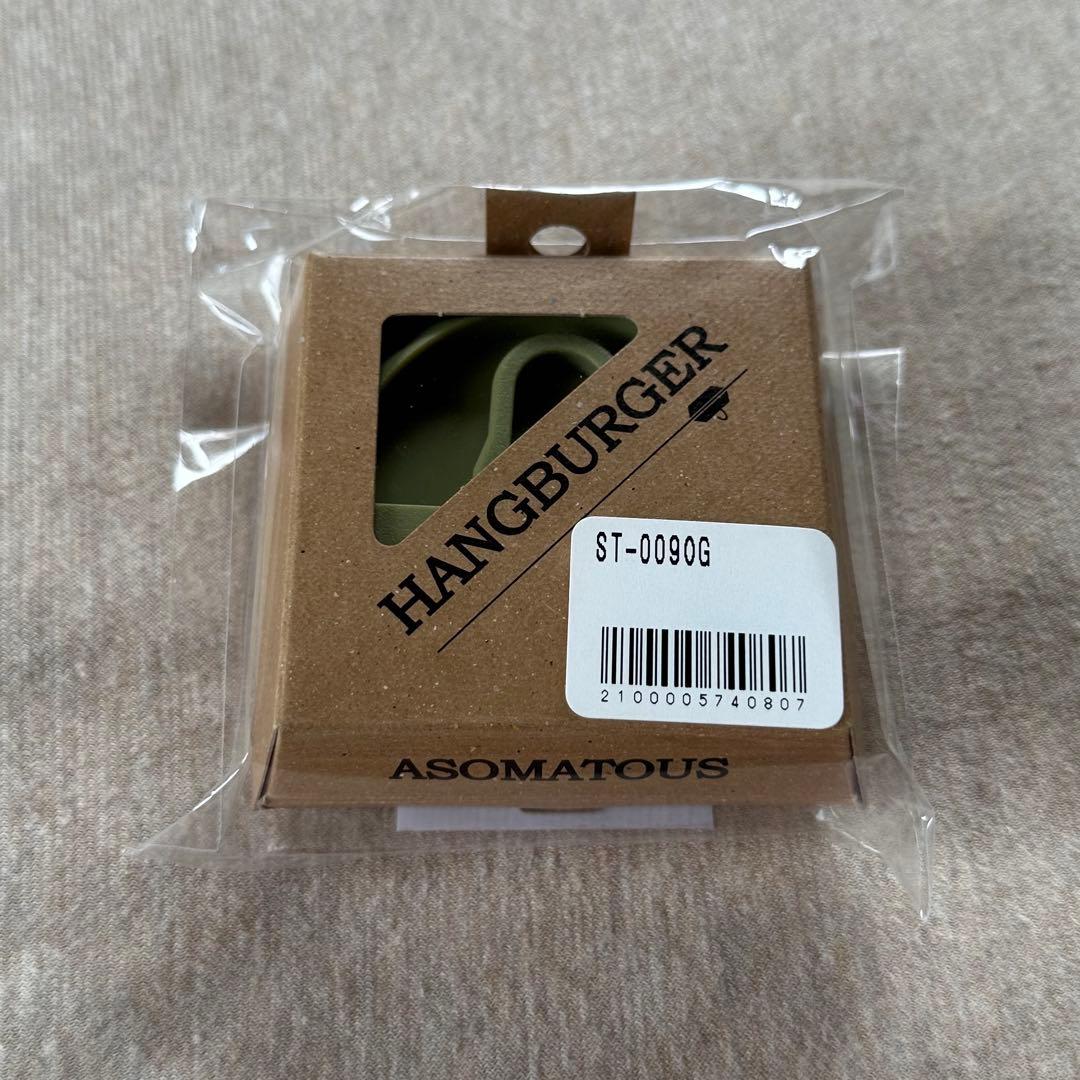 HANGBURGER
ST-0090G
2100005740807
ASOMATOUS